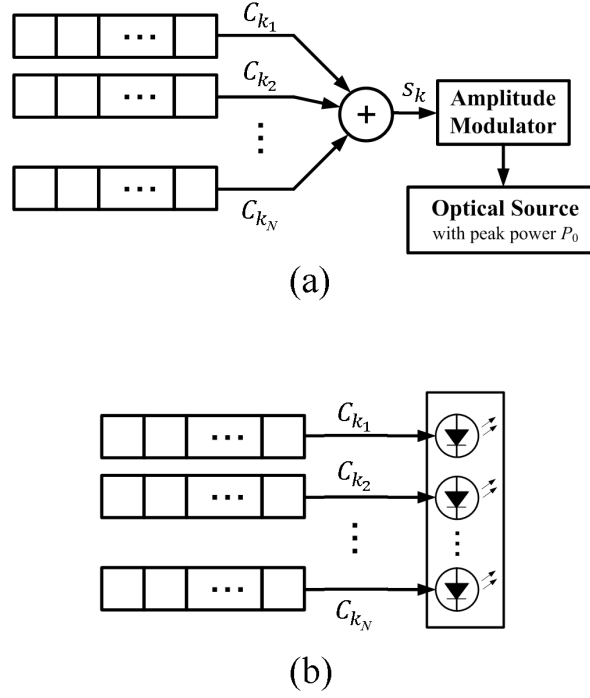 C_{k_1}
C_{k_2}
C_{k_N}
s_k
Amplitude
Modulator
Optical Source
with peak power P_0
(a)
C_{k_1}
C_{k_2}
C_{k_N}
(b)